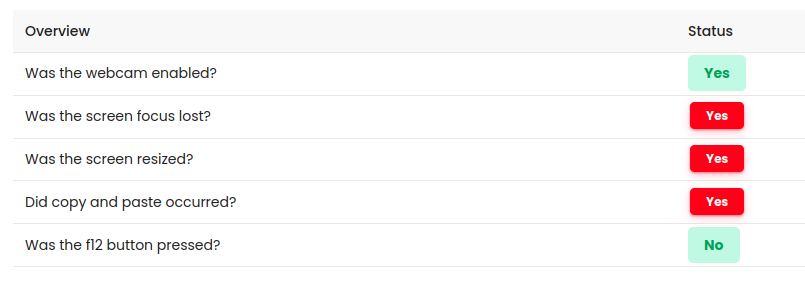 Overview Status
Was the webcam enabled? Yes
Was the screen focus lost? Yes
Was the screen resized? Yes
Did copy and paste occurred? Yes
Was the f12 button pressed? No